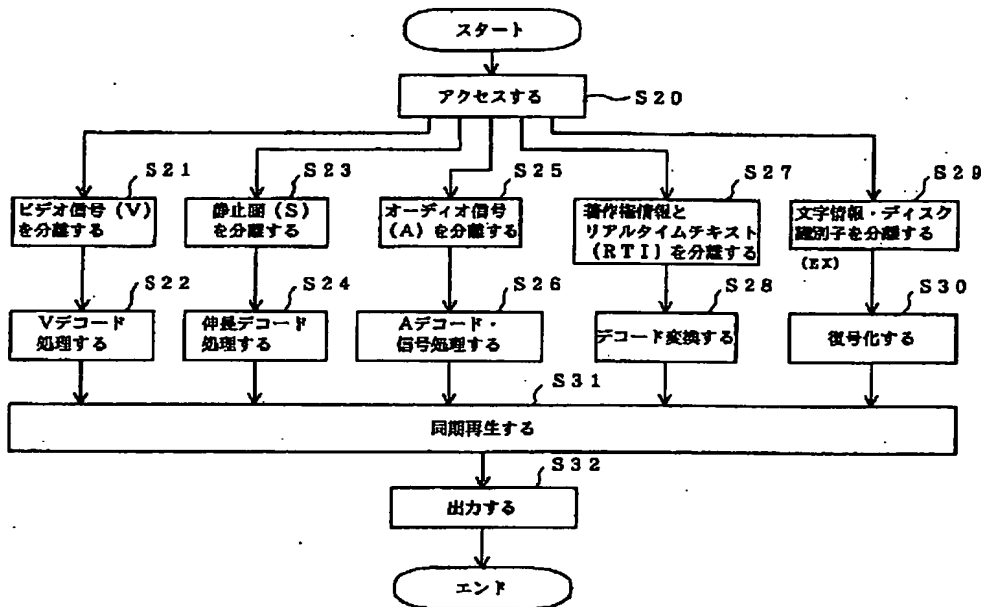 スタート
アクセスする
S20
S21
S23
S25
S27
S29
ビデオ信号(V)
を分離する
静止画(S)
を分離する
オーディオ信号
(A)を分離する
著作権情報と
リアルタイムテキスト
(RTI)を分離する
文字情報・ディスク
識別子を分離する
(EX)
S22
S24
S26
S28
S30
Vデコード
処理する
伸長デコード
処理する
Aデコード・
信号処理する
デコード変換する
復号化する
S31
同期再生する
S32
出力する
エンド